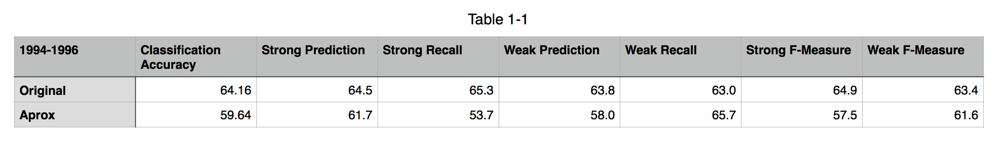 Table 1-1
1994-1996 Classification Accuracy Strong Prediction Strong Recall Weak Prediction Weak Recall Strong F-Measure Weak F-Measure
Original 64.16 64.5 65.3 63.8 63.0 64.9 63.4
Aprox 59.64 61.7 53.7 58.0 65.7 57.5 61.6